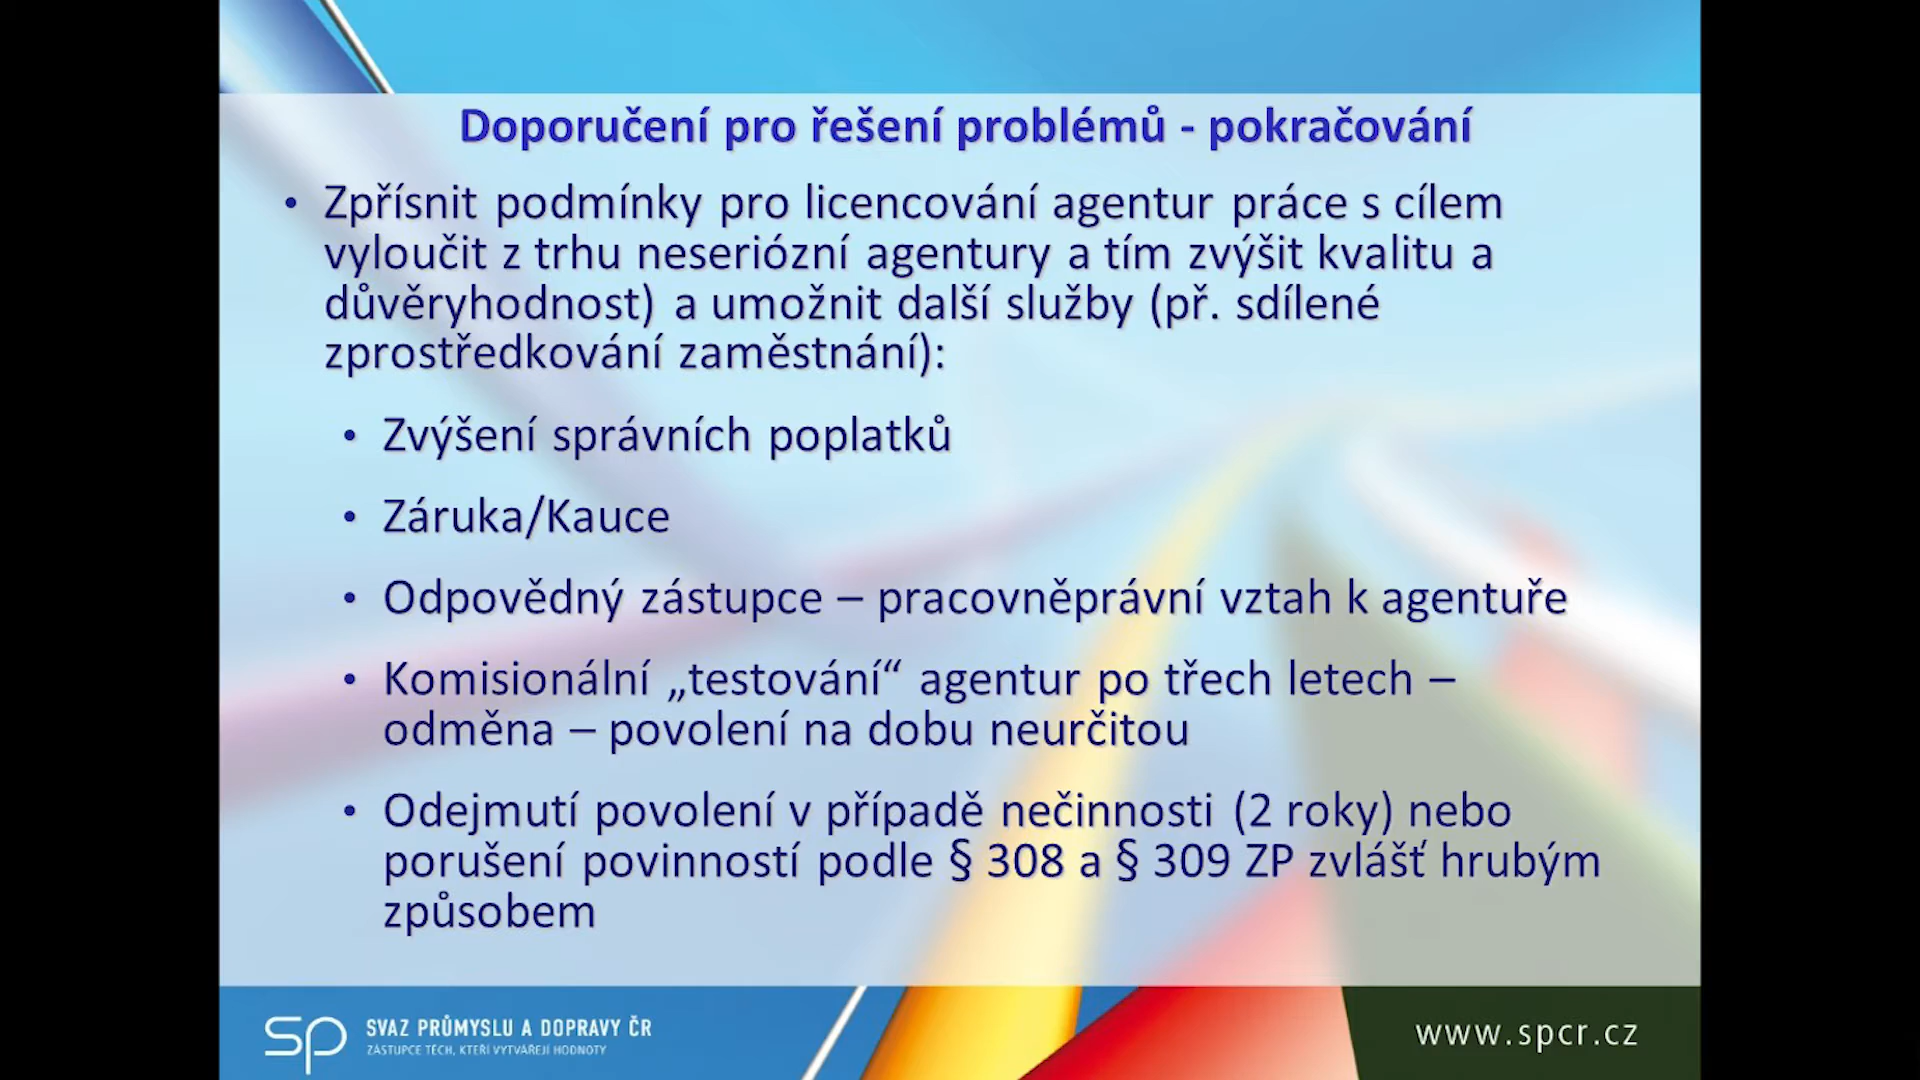 Doporučení pro řešení problémů - pokračování
• Zpřísnit podmínky pro licencování agentur práce s cílem
vyloučit z trhu neseriózní agentury a tím zvýšit kvalitu a
důvěryhodnost) a umožnit další služby (př. sdílené
zprostředkování zaměstnání):
• Zvýšení správních poplatků
• Záruka/Kauce
• Odpovědný zástupce – pracovněprávní vztah k agentuře
• Komisionální „testování“ agentur po třech letech –
odměna – povolení na dobu neurčitou
• Odejmutí povolení v případě nečinnosti (2 roky) nebo
porušení povinností podle § 308 a § 309 ZP zvlášť hrubým
způsobem
SP SVAZ PRŮMYSLU A DOPRAVY ČR
ZÁSTUPCE TĚCH, KTEŘÍ VYTVÁŘEJÍ HODNOTY
www.spcr.cz